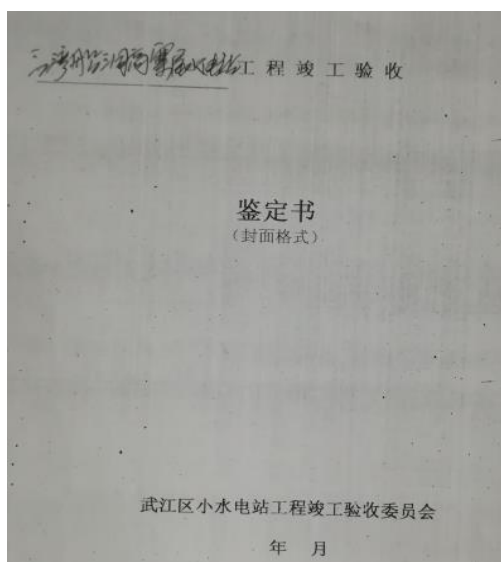 工程竣工验收
鉴定书
(封面格式)
武江区小水电站工程竣工验收委员会
年 月